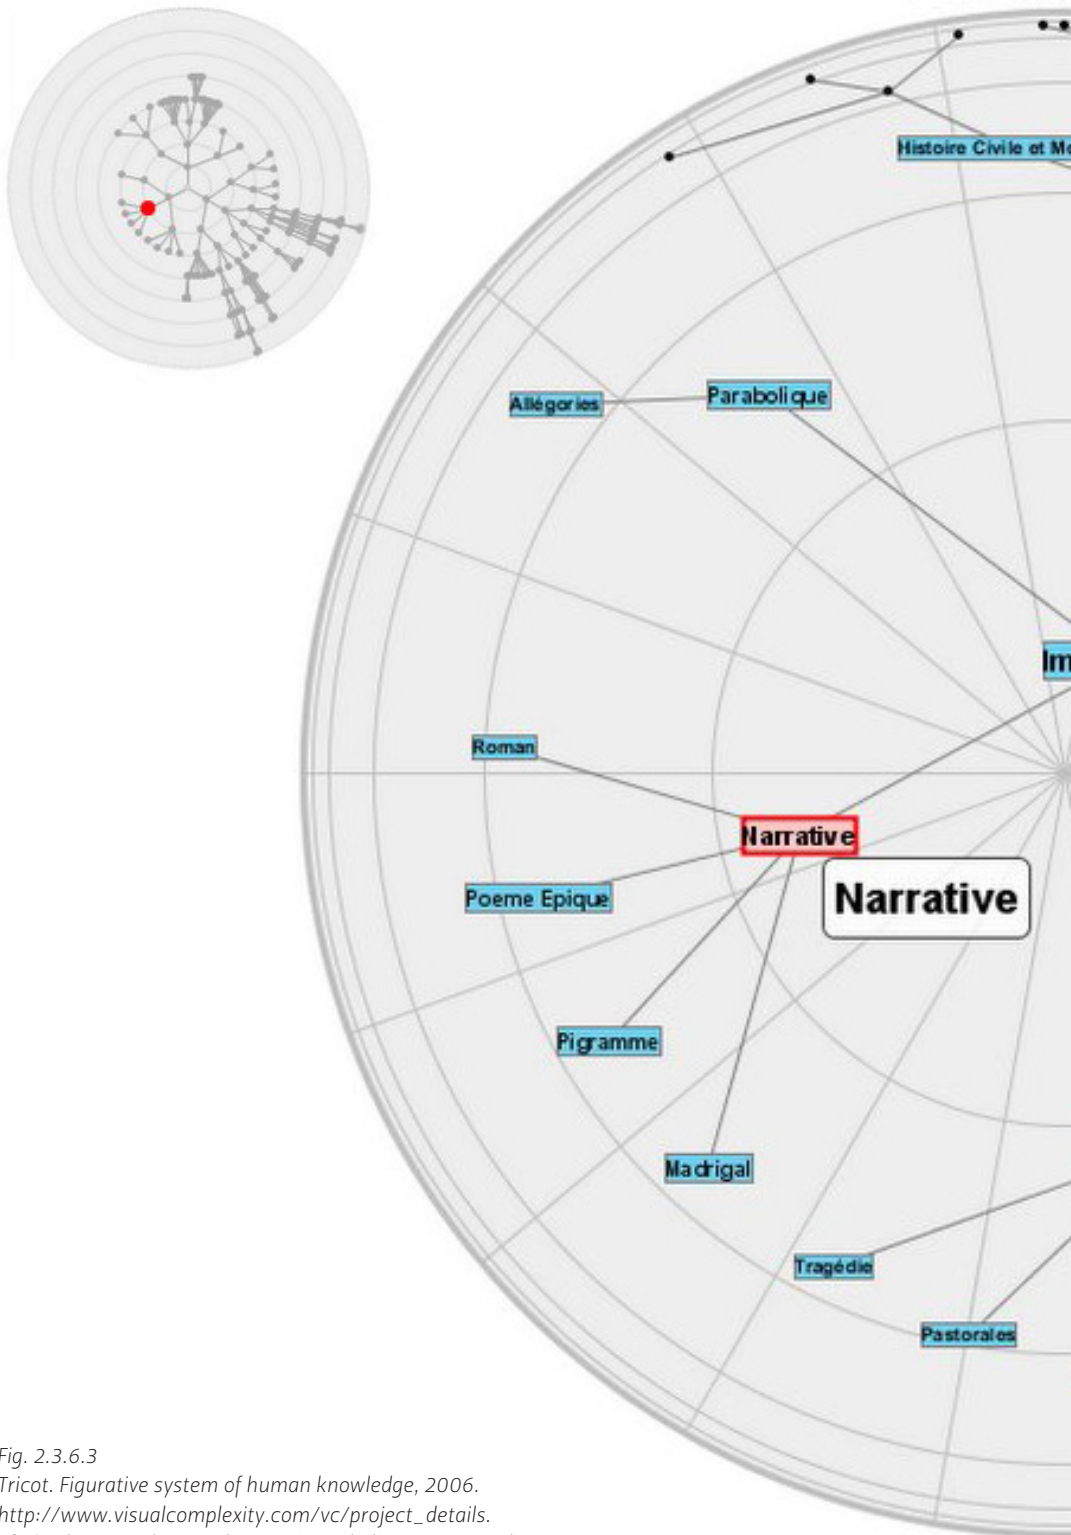 Histoire Civile et Mo
Allégories
Parabolique
Im
Roman
Narrative
Poeme Epique
Narrative
Pigramme
Madrigal
Tragédie
Pastorales
Fig. 2.3.6.3
Tricot. Figurative system of human knowledge, 2006.
http://www.visualcomplexity.com/vc/project_details.